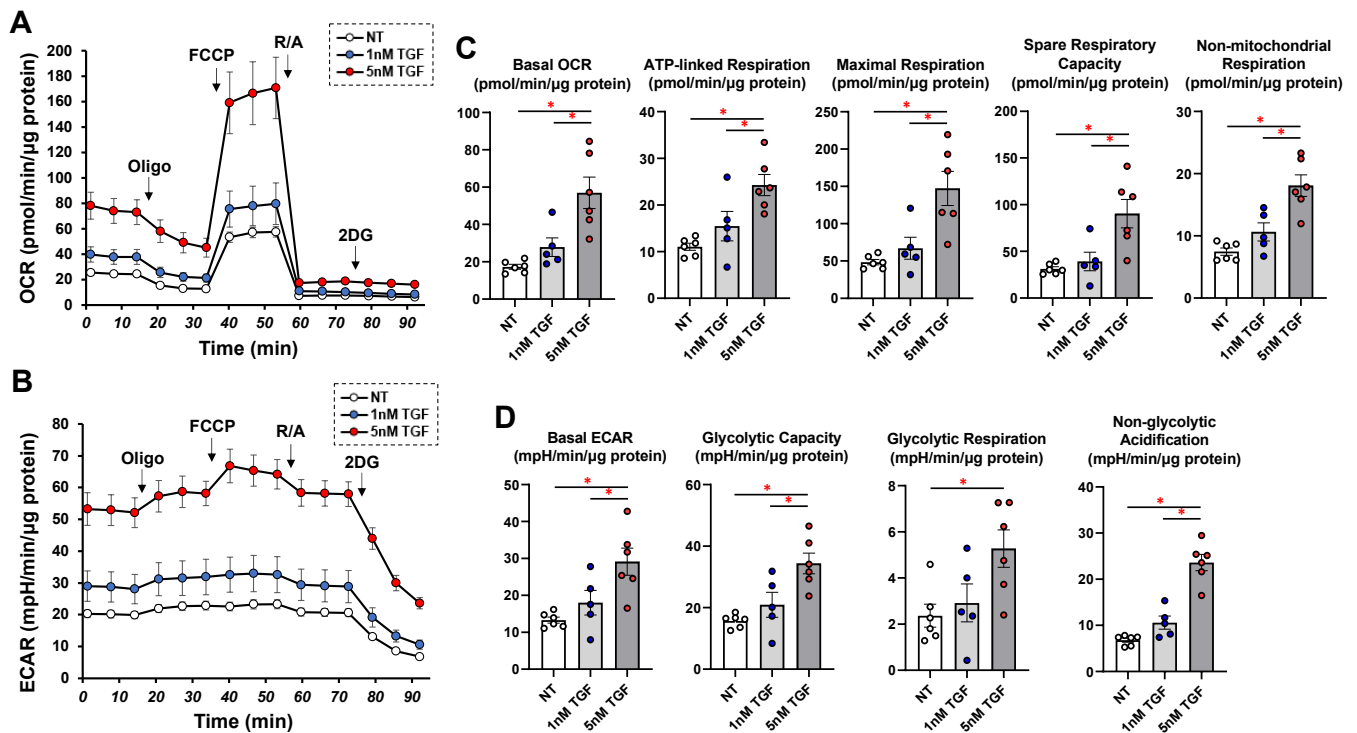 A
NT
1nM TGF
5nM TGF
FCCP
R/A
Oligo
2DG
OCR (pmol/min/µg protein)
200
180
160
140
120
100
80
60
40
20
0
0 10 20 30 40 50 60 70 80 90
Time (min)
B
NT
1nM TGF
5nM TGF
Oligo
FCCP
R/A
2DG
ECAR (mpH/min/µg protein)
80
70
60
50
40
30
20
10
0
0 10 20 30 40 50 60 70 80 90
Time (min)
C
Basal OCR
(pmol/min/µg protein)
100
80
60
40
20
0
* *
NT 1nM TGF 5nM TGF
ATP-linked Respiration
(pmol/min/µg protein)
40
30
20
10
0
* *
NT 1nM TGF 5nM TGF
Maximal Respiration
(pmol/min/µg protein)
250
200
150
100
50
0
* *
NT 1nM TGF 5nM TGF
Spare Respiratory
Capacity
(pmol/min/µg protein)
200
150
100
50
0
* *
NT 1nM TGF 5nM TGF
Non-mitochondrial
Respiration
(pmol/min/µg protein)
30
20
10
0
* *
NT 1nM TGF 5nM TGF
D
Basal ECAR
(mpH/min/µg protein)
50
40
30
20
10
0
* *
NT 1nM TGF 5nM TGF
Glycolytic Capacity
(mpH/min/µg protein)
60
40
20
0
* *
NT 1nM TGF 5nM TGF
Glycolytic Respiration
(mpH/min/µg protein)
8
6
4
2
0
*
NT 1nM TGF 5nM TGF
Non-glycolytic
Acidification
(mpH/min/µg protein)
40
30
20
10
0
* *
NT 1nM TGF 5nM TGF